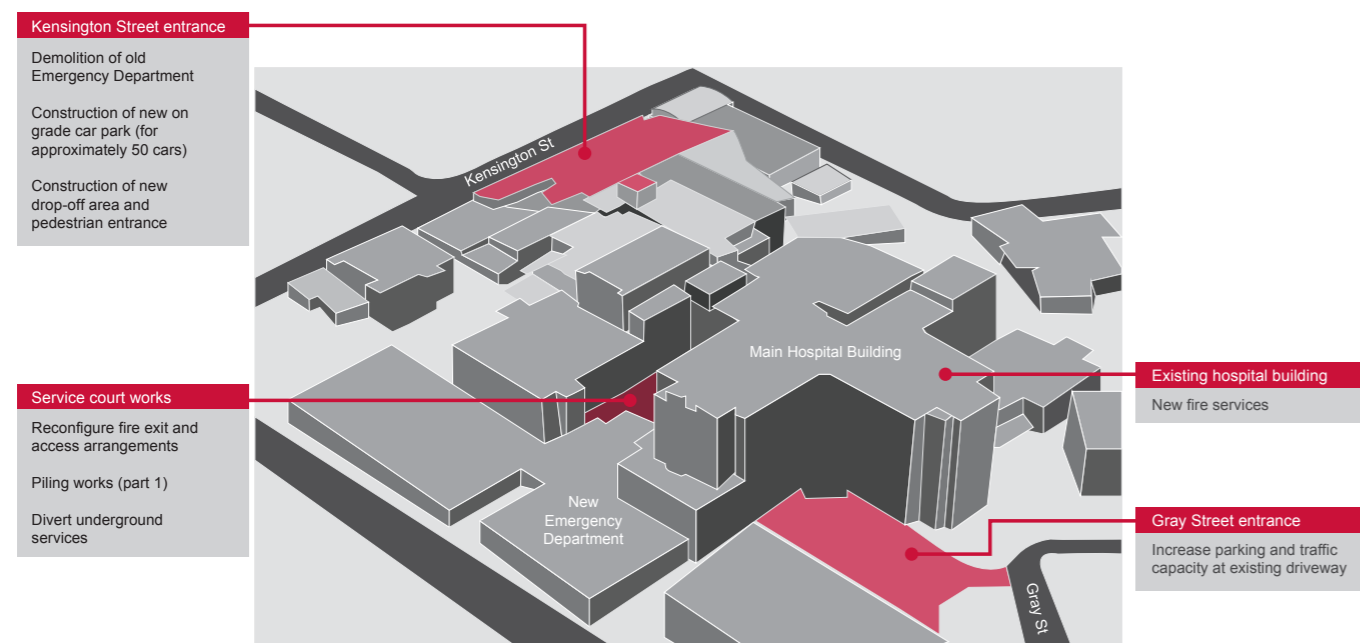 Kensington Street entrance
Demolition of old
Emergency Department
Construction of new on
grade car park (for
approximately 50 cars)
Construction of new
drop-off area and
pedestrian entrance
Kensington St
Main Hospital Building
Service court works
Reconfigure fire exit and
access arrangements
Piling works (part 1)
Divert underground
services
New
Emergency
Department
Existing hospital building
New fire services
Gray Street entrance
Increase parking and traffic
capacity at existing driveway
Gray St